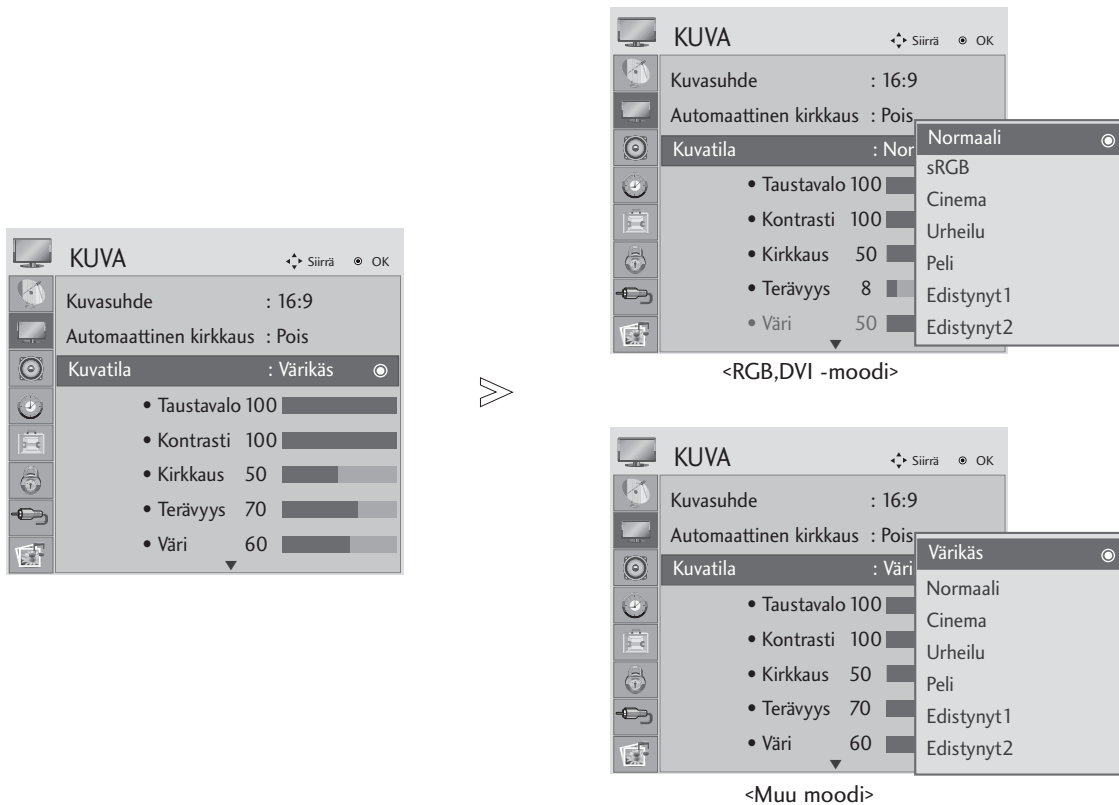 KUVA Siirrä OK
Kuvasuhde : 16:9
Automaattinen kirkkaus : Pois
Kuvatila : Värikäs
• Taustavalo 100
• Kontrasti 100
• Kirkkaus 50
• Terävyys 70
• Väri 60
KUVA Siirrä OK
Kuvasuhde : 16:9
Automaattinen kirkkaus : Pois
Kuvatila : Nor
• Taustavalo 100
• Kontrasti 100
• Kirkkaus 50
• Terävyys 8
• Väri 50
Normaali
sRGB
Cinema
Urheilu
Peli
Edistynyt1
Edistynyt2
<RGB,DVI -moodi>
KUVA Siirrä OK
Kuvasuhde : 16:9
Automaattinen kirkkaus : Pois
Kuvatila : Väri
• Taustavalo 100
• Kontrasti 100
• Kirkkaus 50
• Terävyys 70
• Väri 60
Värikäs
Normaali
Cinema
Urheilu
Peli
Edistynyt1
Edistynyt2
<Muu moodi>